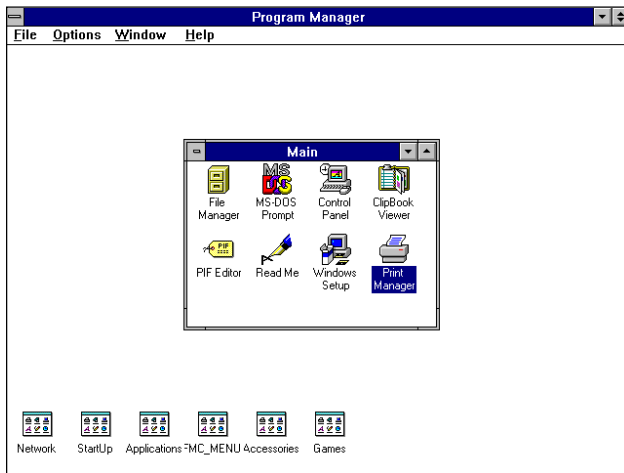 Program Manager
File Options Window Help
Main
File Manager
MS-DOS Prompt
Control Panel
ClipBook Viewer
PIF Editor
Read Me
Windows Setup
Print Manager
Network StartUp Applications FMC_MENU Accessories Games